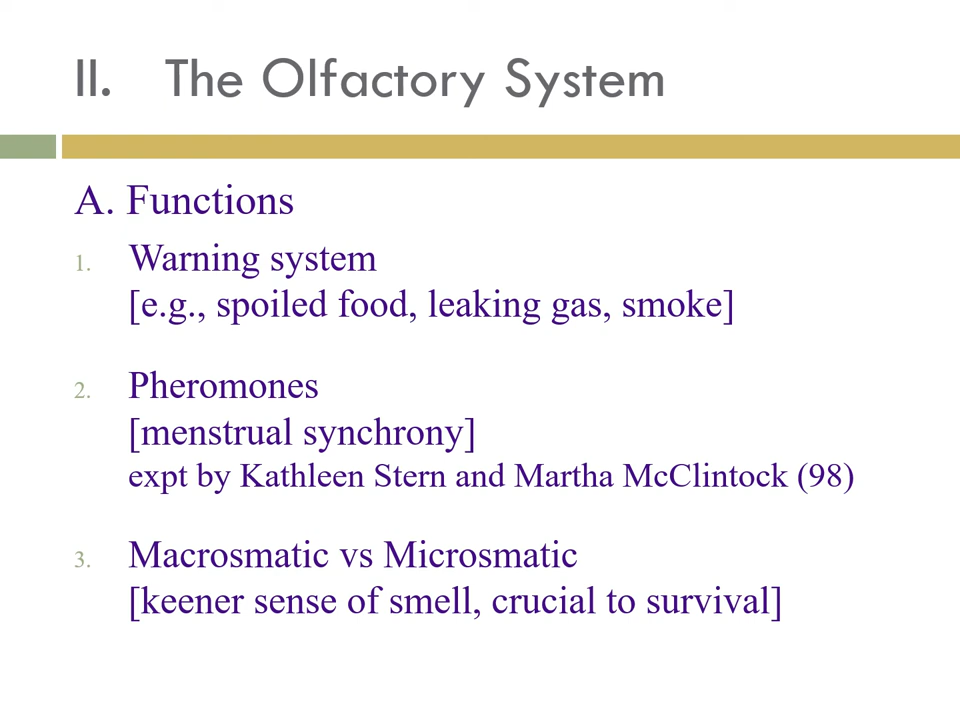 II. The Olfactory System
A. Functions
1. Warning system
[e.g., spoiled food, leaking gas, smoke]
2. Pheromones
[menstrual synchrony]
expt by Kathleen Stern and Martha McClintock (98)
3. Macrosmatic vs Microsmatic
[keener sense of smell, crucial to survival]